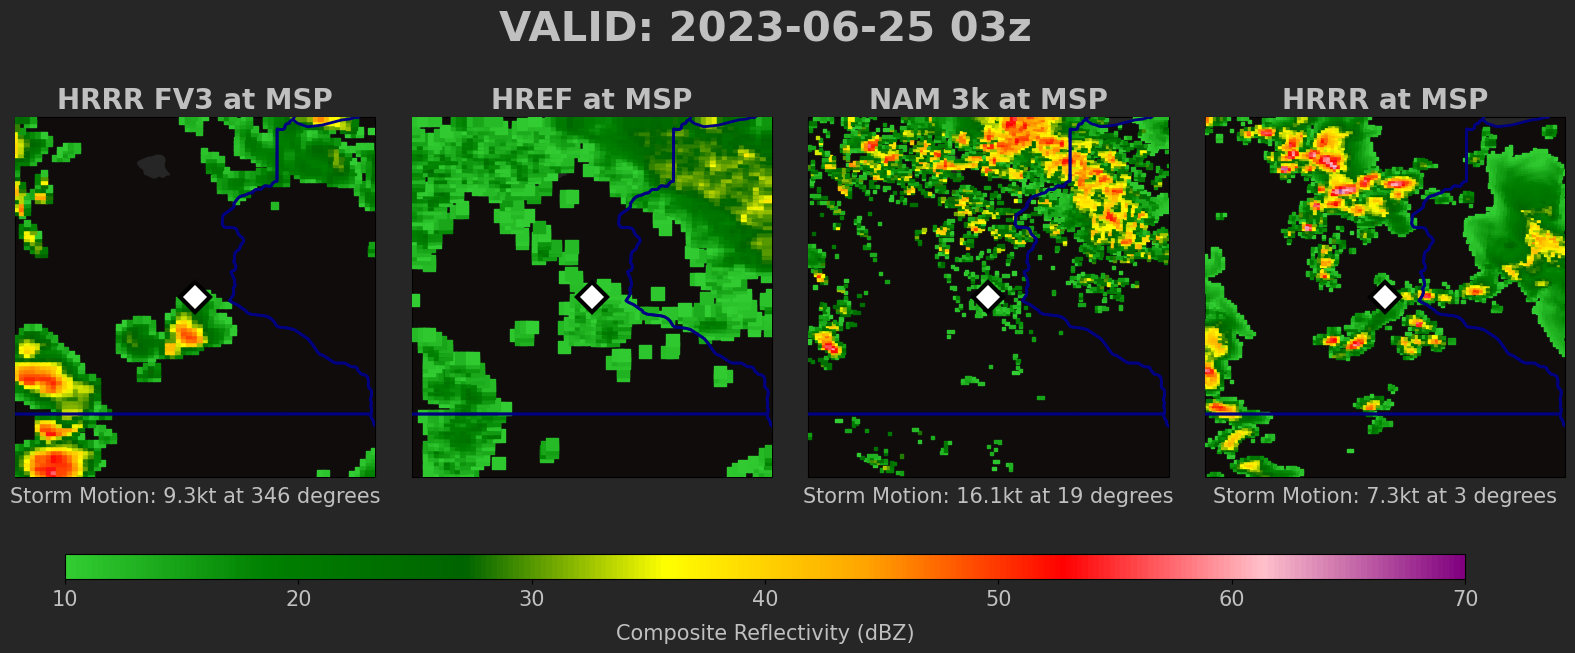 VALID: 2023-06-25 03z
HRRR FV3 at MSP
HREF at MSP
NAM 3k at MSP
HRRR at MSP
Storm Motion: 9.3kt at 346 degrees
Storm Motion: 16.1kt at 19 degrees
Storm Motion: 7.3kt at 3 degrees
10 20 30 40 50 60 70
Composite Reflectivity (dBZ)